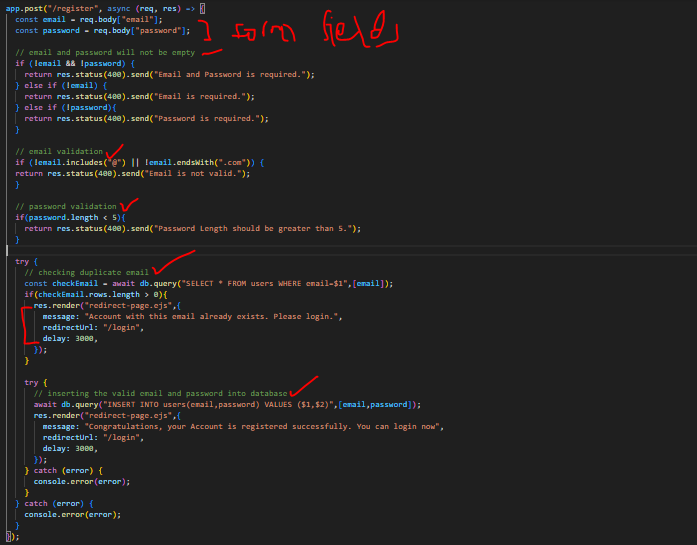 app.post("/register", async (req, res) => {
const email = req.body["email"];
const password = req.body["password"];
form fields
// email and password will not be empty
if (!email && !password) {
return res.status(400).send("Email and Password is required.");
} else if (!email) {
return res.status(400).send("Email is required.");
} else if (!password){
return res.status(400).send("Password is required.");
}
// email validation
if (!email.includes("@") || !email.endsWith(".com")) {
return res.status(400).send("Email is not valid.");
}
// password validation
if(password.length < 5){
return res.status(400).send("Password Length should be greater than 5.");
}
try {
// checking duplicate email
const checkEmail = await db.query("SELECT * FROM users WHERE email=$1",[email]);
if(checkEmail.rows.length > 0){
res.render("redirect-page.ejs",{
message: "Account with this email already exists. Please login.",
redirectUrl: "/login",
delay: 3000,
});
}
try {
// inserting the valid email and password into database
await db.query("INSERT INTO users(email,password) VALUES ($1,$2)",[email,password]);
res.render("redirect-page.ejs",{
message: "Congratulations, your Account is registered successfully. You can login now",
redirectUrl: "/login",
delay: 3000,
});
} catch (error) {
console.error(error);
}
} catch (error) {
console.error(error);
}
});